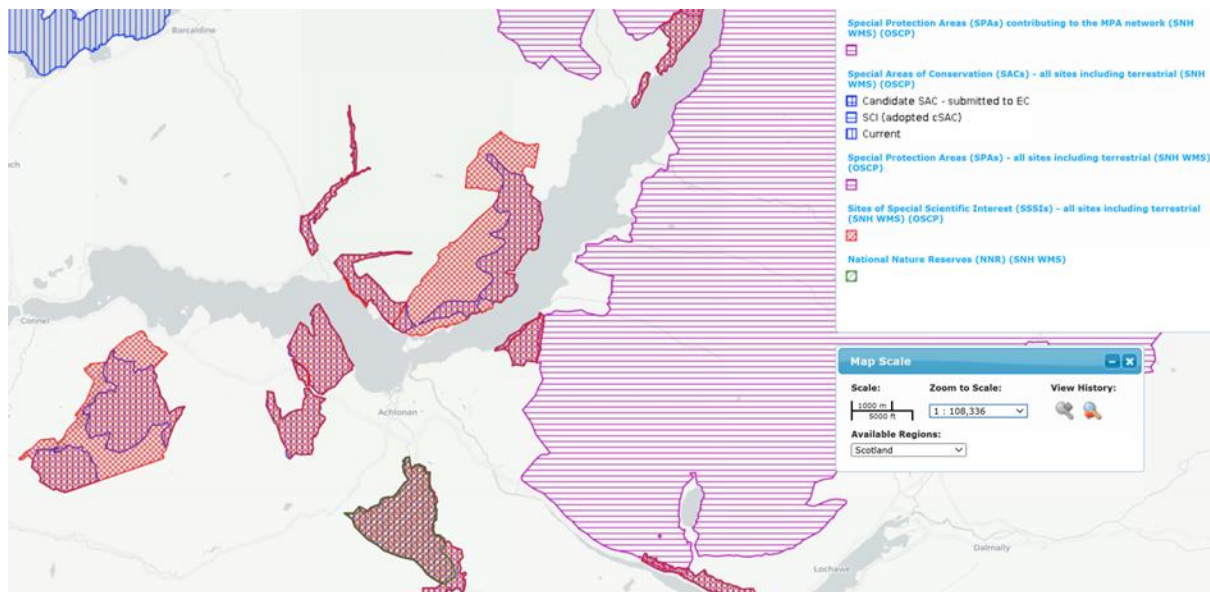 Barcaldine
Special Protection Areas (SPAs) contributing to the MPA network (SNH
WMS) (OSCP)
Special Areas of Conservation (SACs) - all sites including terrestrial (SNH
WMS) (OSCP)
Candidate SAC - submitted to EC
SCI (adopted cSAC)
Current
Special Protection Areas (SPAs) - all sites including terrestrial (SNH WMS)
(OSCP)
Sites of Special Scientific Interest (SSSIs) - all sites including terrestrial
(SNH WMS) (OSCP)
National Nature Reserves (NNR) (SNH WMS)
Connel
Achlonan
Map Scale
Scale:
Zoom to Scale:
View History:
1000 m
5000 ft
1 : 108,336
Available Regions:
Scotland
Dalmally
Lochawe